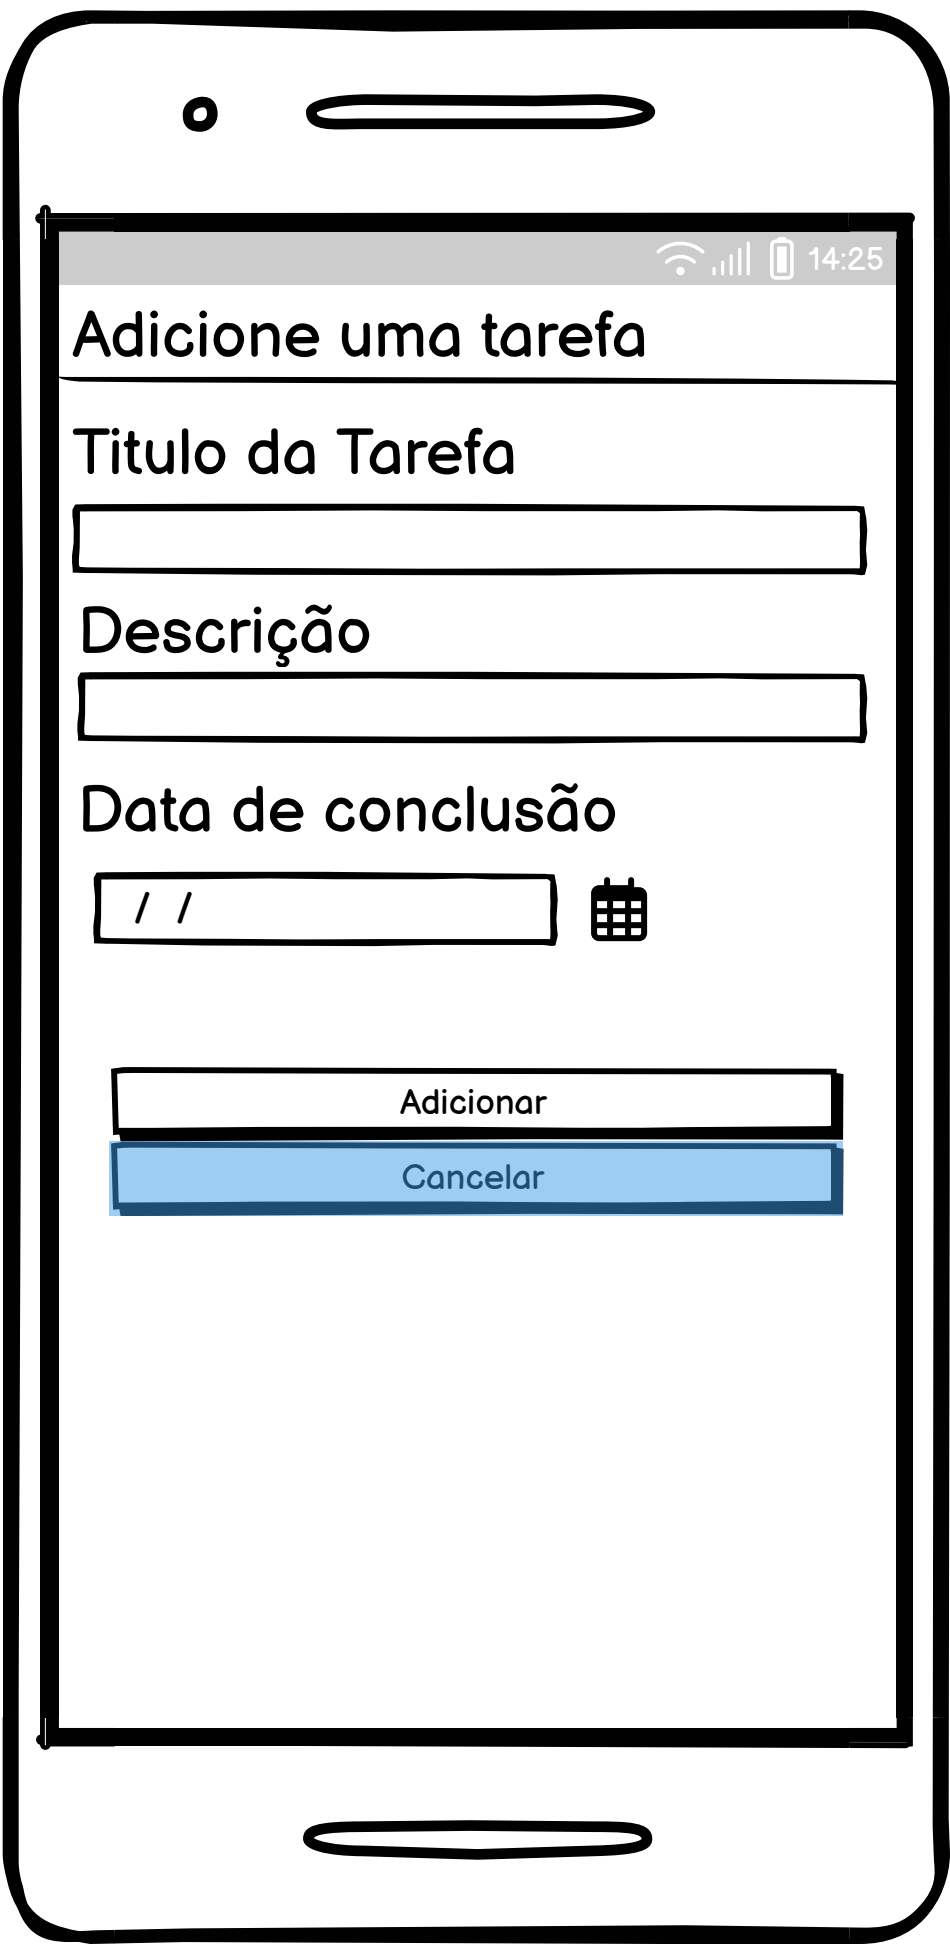 14:25
Adicione uma tarefa
Titulo da Tarefa
Descrição
Data de conclusão
/ /
Adicionar
Cancelar